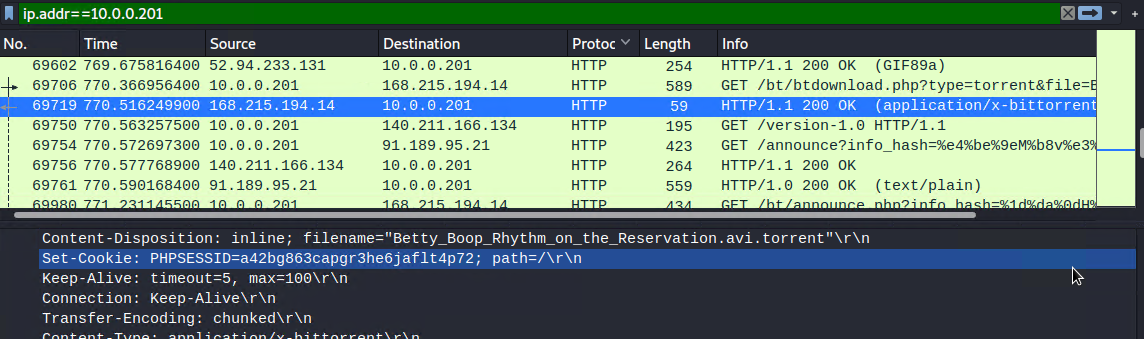 ip.addr==10.0.0.201
No. Time Source Destination Protoc Length Info
69602 769.675816400 52.94.233.131 10.0.0.201 HTTP 254 HTTP/1.1 200 OK (GIF89a)
69706 770.366956400 10.0.0.201 168.215.194.14 HTTP 589 GET /bt/btdownload.php?type=torrent&file=B
69719 770.516249900 168.215.194.14 10.0.0.201 HTTP 59 HTTP/1.1 200 OK (application/x-bittorrent
69750 770.563257500 10.0.0.201 140.211.166.134 HTTP 195 GET /version-1.0 HTTP/1.1
69754 770.572697300 10.0.0.201 91.189.95.21 HTTP 423 GET /announce?info_hash=%e4%be%9eM%b8v%e3%
69756 770.577768900 140.211.166.134 10.0.0.201 HTTP 264 HTTP/1.1 200 OK
69761 770.590168400 91.189.95.21 10.0.0.201 HTTP 559 HTTP/1.0 200 OK (text/plain)
69980 771.231145500 10.0.0.201 168.215.194.14 HTTP 434 GET /bt/announce.php?info_hash=%1d%da%0dH%
Content-Disposition: inline; filename="Betty_Boop_Rhythm_on_the_Reservation.avi.torrent"\r\n
Set-Cookie: PHPSESSID=a42bg863capgr3he6jaflt4p72; path=/\r\n
Keep-Alive: timeout=5, max=100\r\n
Connection: Keep-Alive\r\n
Transfer-Encoding: chunked\r\n
Content-Type: application/x-bittorrent\r\n